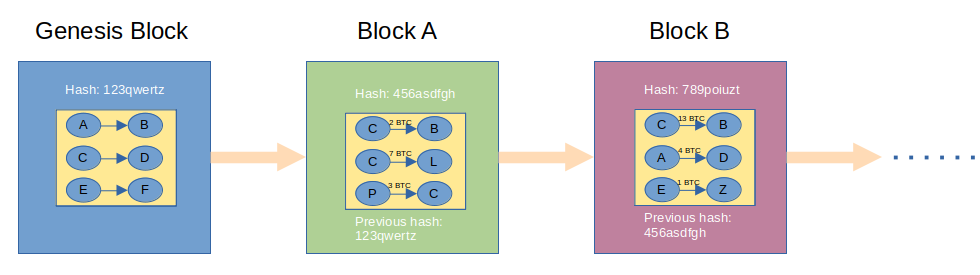 Genesis Block
Hash: 123qwertz
A B
C D
E F
Block A
Hash: 456asdfgh
C 2 BTC B
C 7 BTC L
P 3 BTC C
Previous hash:
123qwertz
Block B
Hash: 789poiuzt
C 13 BTC B
A 4 BTC D
E 1 BTC Z
Previous hash:
456asdfgh